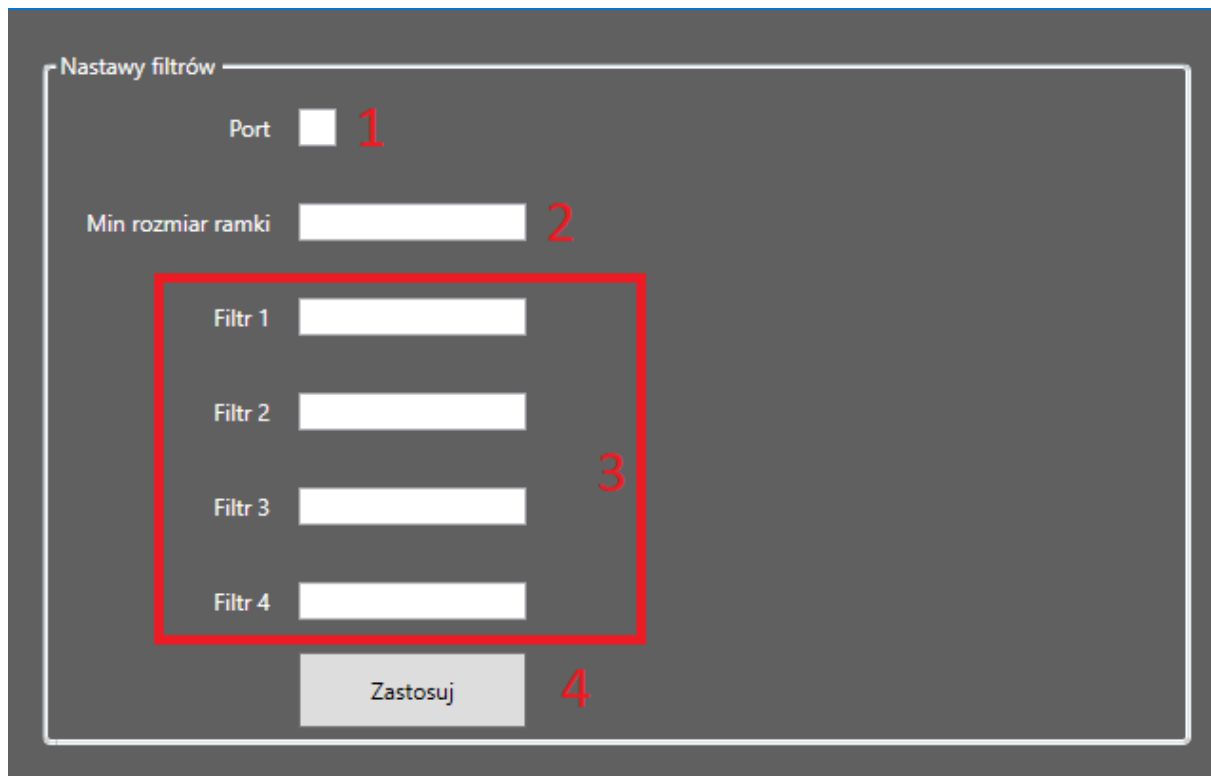 Nastawy filtrów
Port 1
Min rozmiar ramki 2
Filtr 1
Filtr 2
3
Filtr 3
Filtr 4
Zastosuj 4